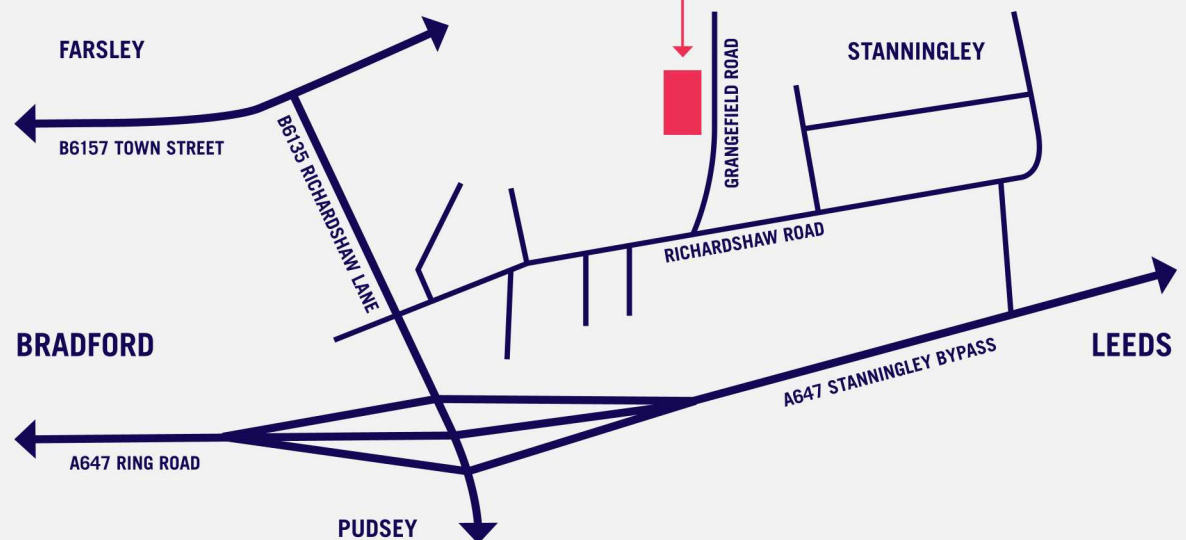 FARSLEY
STANNINGLEY
GRANGEFIELD ROAD
B6157 TOWN STREET
B6135 RICHARDSHAW LANE
RICHARDSHAW ROAD
BRADFORD
LEEDS
A647 STANNINGLEY BYPASS
A647 RING ROAD
PUDSEY